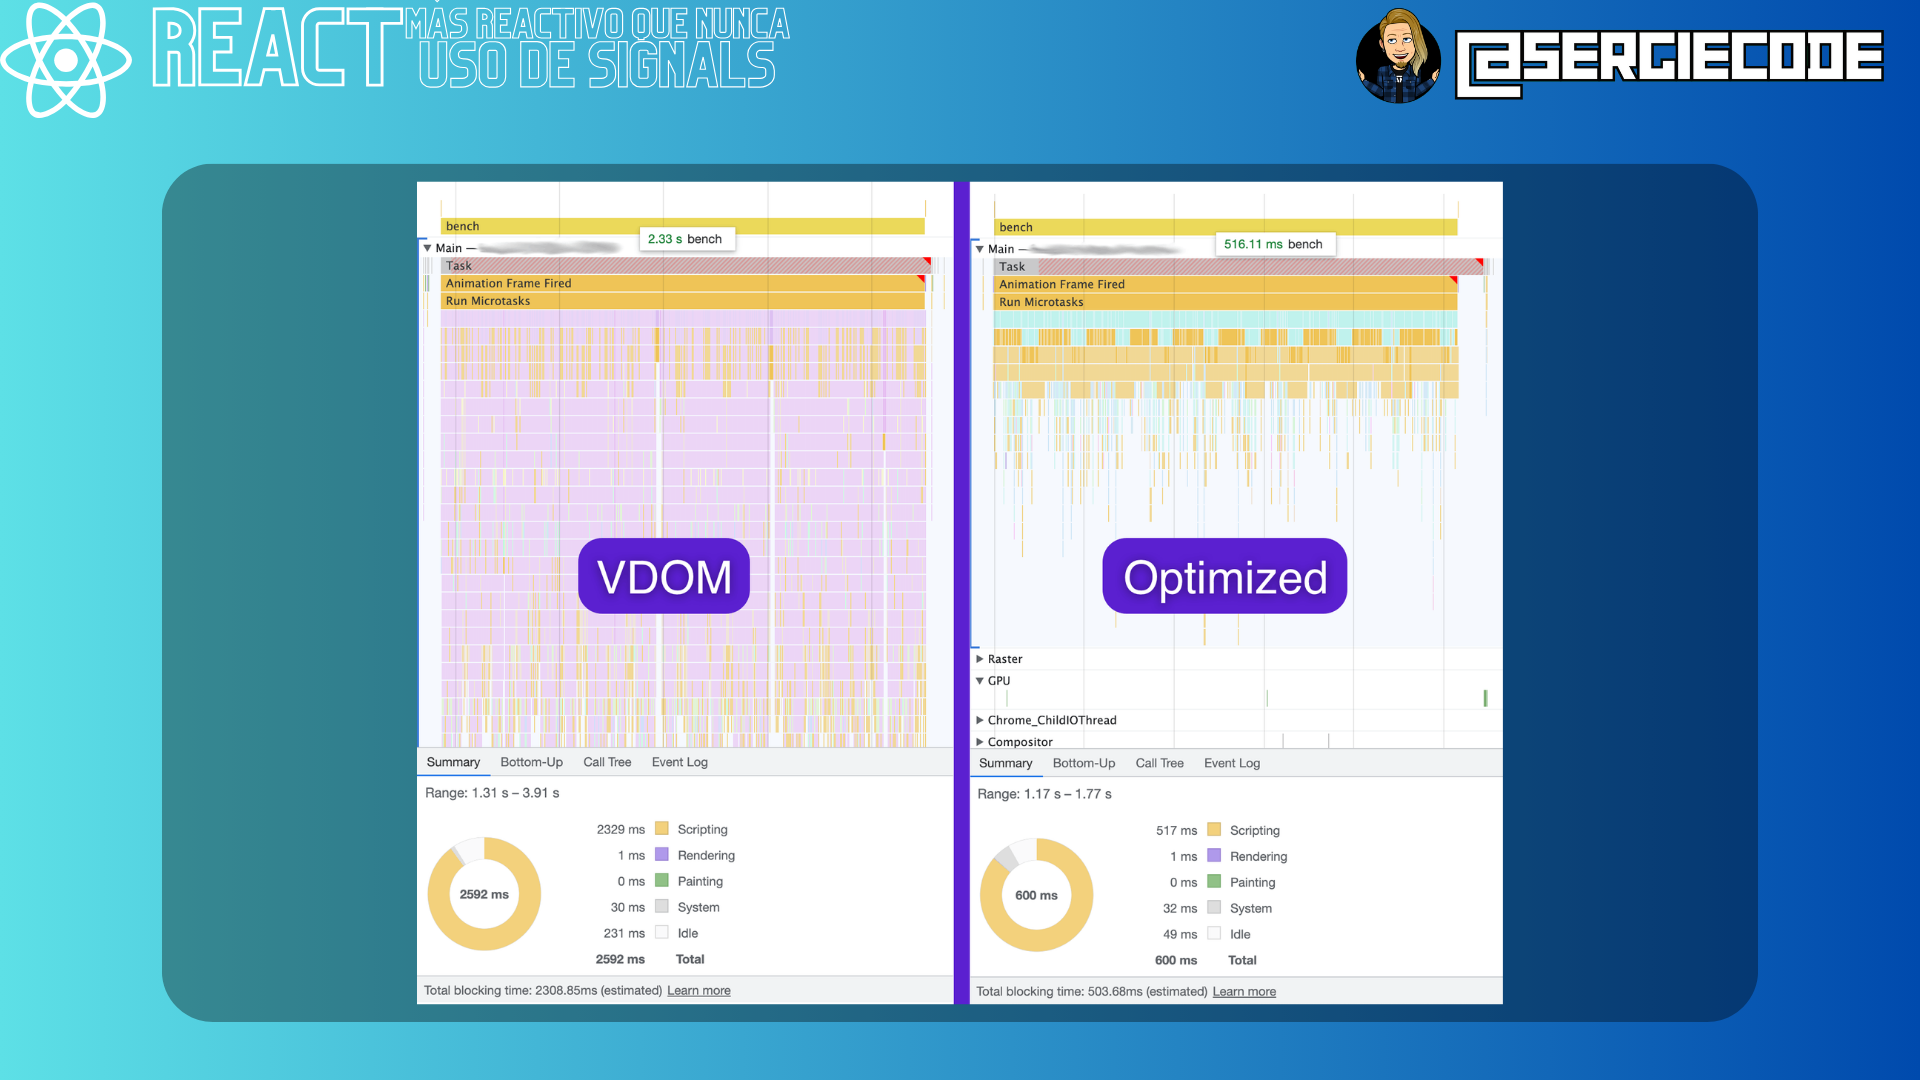 REACT
MÁS REACTIVO QUE NUNCA
USO DE SIGNALS
@SERGIECODE
bench
2.33 s bench
Main —
Task
Animation Frame Fired
Run Microtasks
VDOM
Summary Bottom-Up Call Tree Event Log
Range: 1.31 s – 3.91 s
2329 ms Scripting
1 ms Rendering
0 ms Painting
30 ms System
231 ms Idle
2592 ms Total
2592 ms
Total blocking time: 2308.85ms (estimated) Learn more
bench
516.11 ms bench
Main —
Task
Animation Frame Fired
Run Microtasks
Optimized
Raster
GPU
Chrome_ChildIOThread
Compositor
Summary Bottom-Up Call Tree Event Log
Range: 1.17 s – 1.77 s
517 ms Scripting
1 ms Rendering
0 ms Painting
32 ms System
49 ms Idle
600 ms Total
600 ms
Total blocking time: 503.68ms (estimated) Learn more